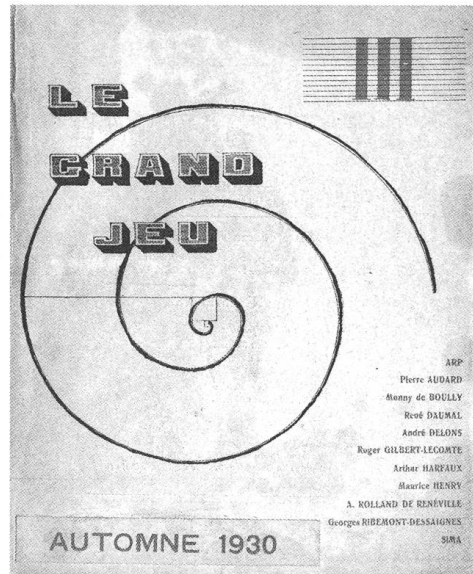 III
LE
GRAND
JEU
ARP
Pierre AUDARD
Monny de BOULLY
René DAUMAL
André DELONS
Roger GILBERT-LECOMTE
Arthur HARFAUX
Maurice HENRY
A. ROLLAND DE RENÉVILLE
Georges RIBEMONT-DESSAIGNES
SIMA
AUTOMNE 1930